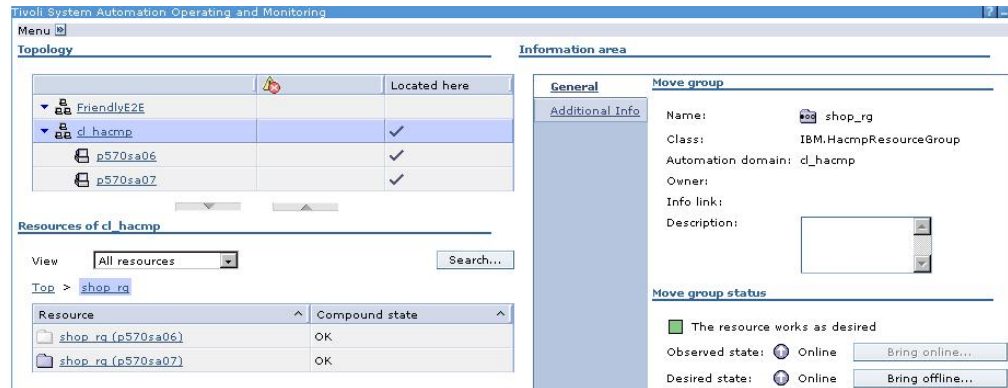 Tivoli System Automation Operating and Monitoring
Menu
Topology
Located here
FriendlyE2E
cl_hacmp
p570sa06
p570sa07
Resources of cl_hacmp
View All resources Search...
Top > shop_rg
Resource Compound state
shop_rg (p570sa06) OK
shop_rg (p570sa07) OK
Information area
General
Additional Info
Move group
Name: shop_rg
Class: IBM.HacmpResourceGroup
Automation domain: cl_hacmp
Owner:
Info link:
Description:
Move group status
The resource works as desired
Observed state: Online Bring online...
Desired state: Online Bring offline...